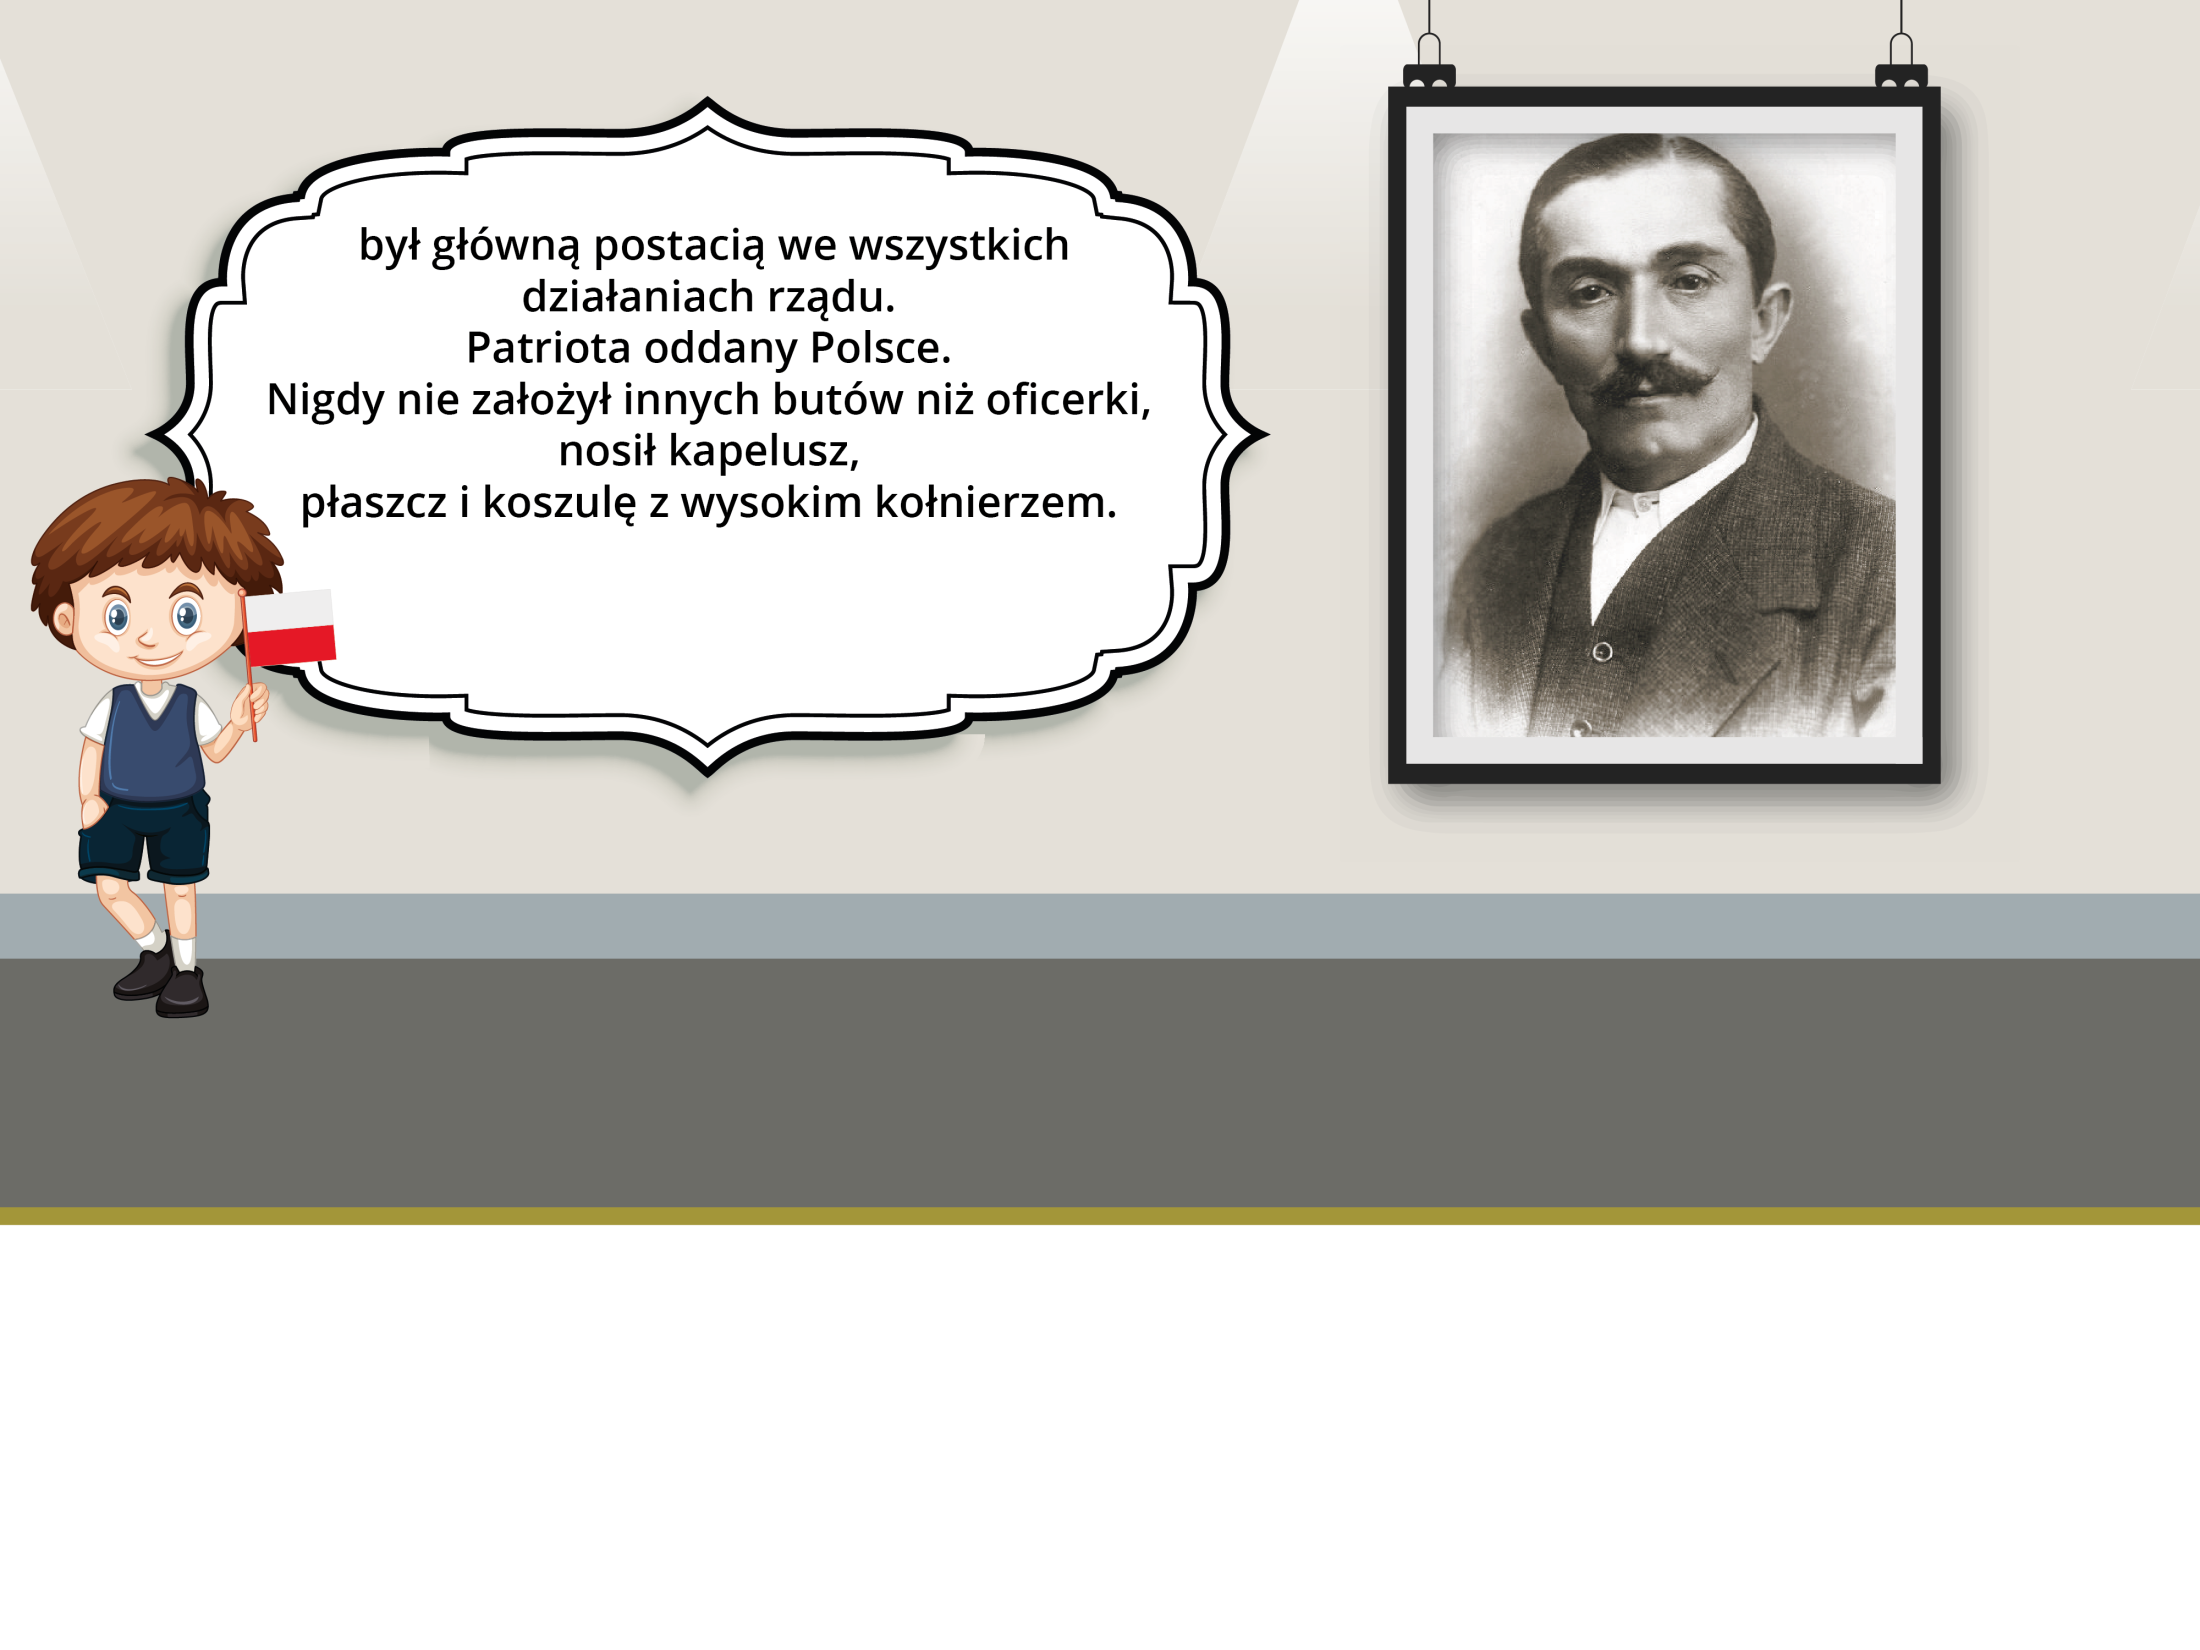 był główną postacią we wszystkich
działaniach rządu.
Patriota oddany Polsce.
Nigdy nie założył innych butów niż oficerki,
nosił kapelusz,
płaszcz i koszulę z wysokim kołnierzem.